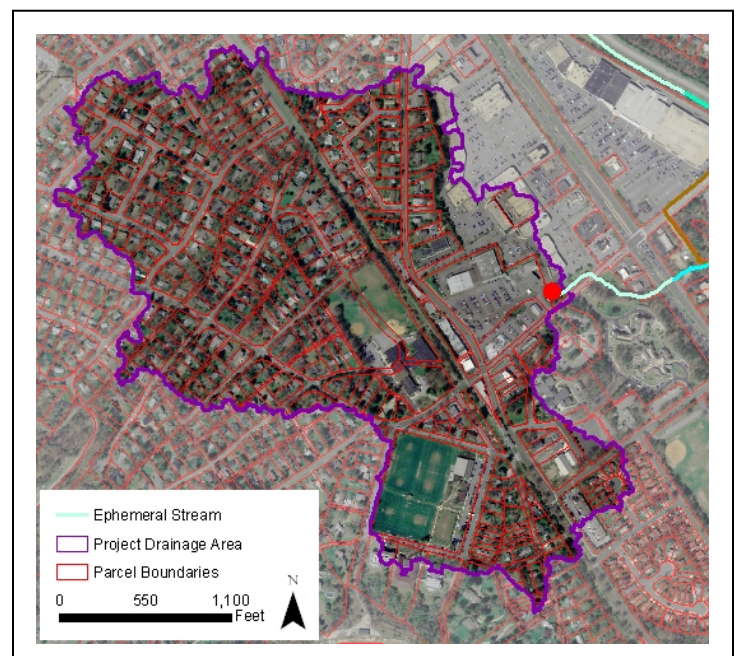 Ephemeral Stream
Project Drainage Area
Parcel Boundaries
0 550 1,100
Feet
N